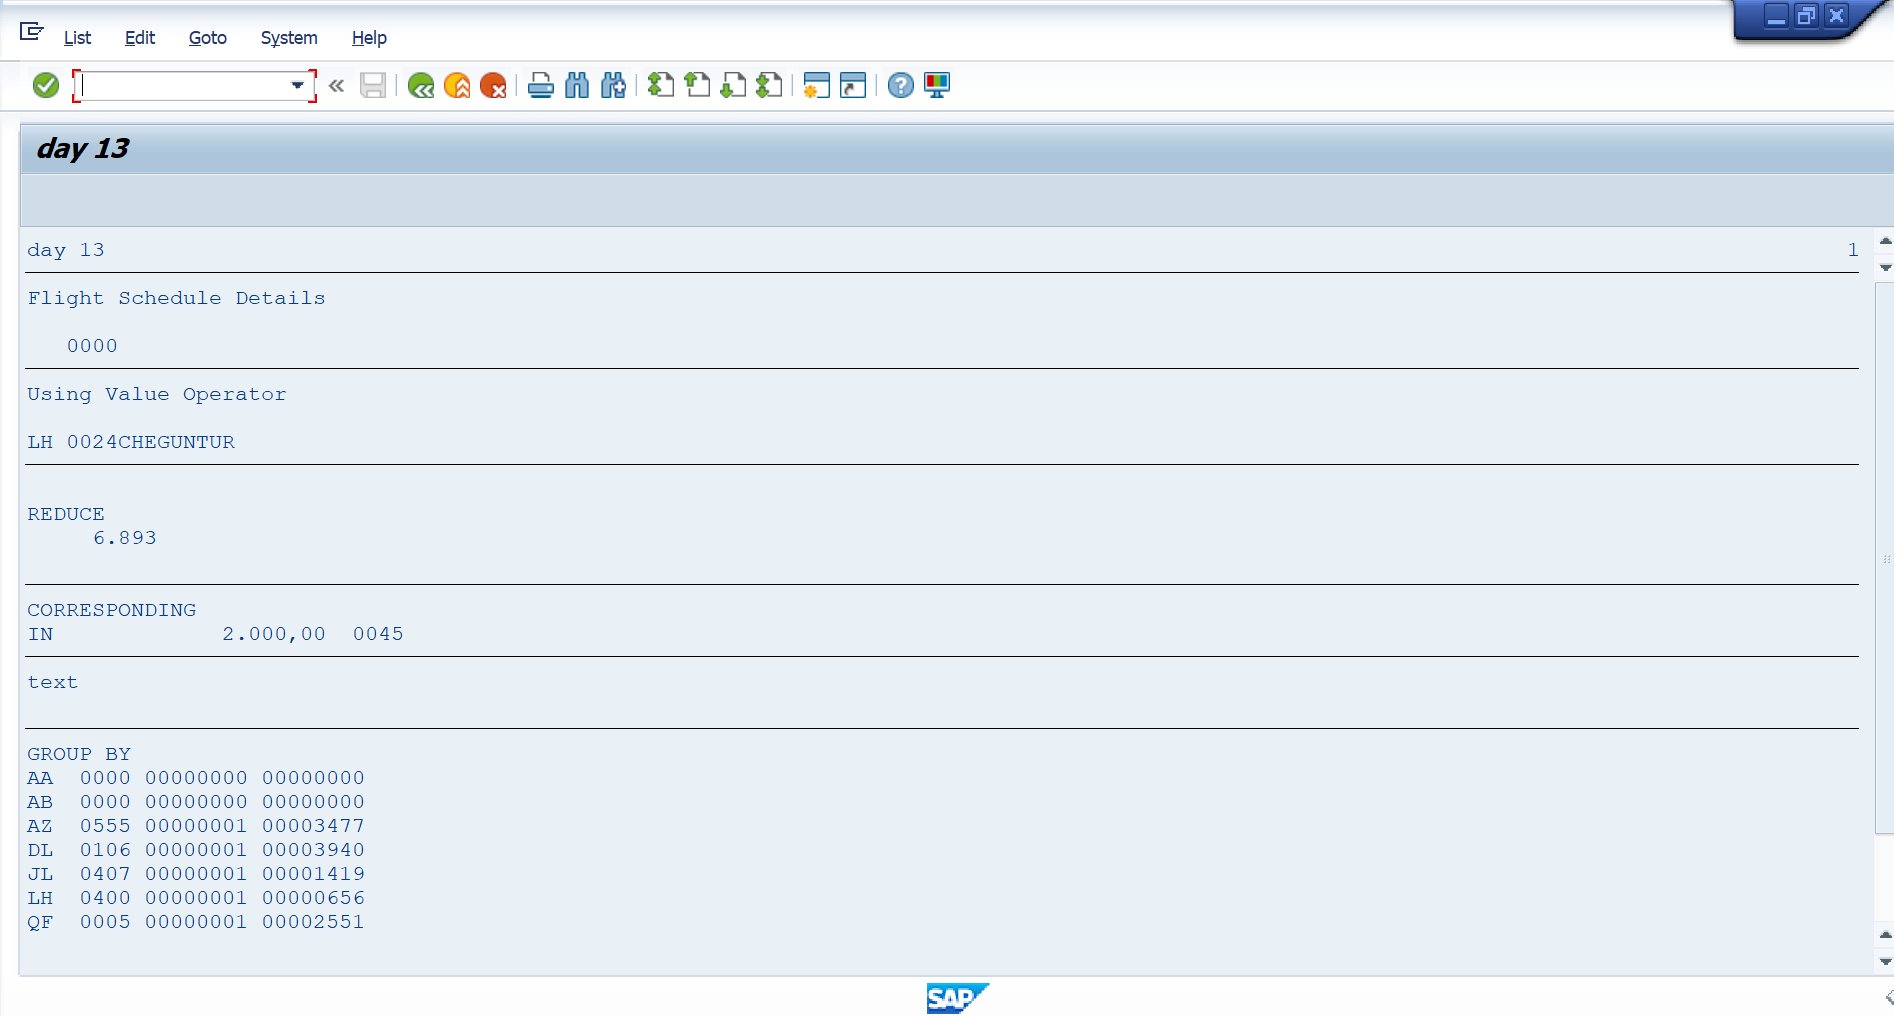 List Edit Goto System Help
day 13
day 13 1
Flight Schedule Details
0000
Using Value Operator
LH 0024CHEGUNTUR
REDUCE
6.893
CORRESPONDING
IN 2.000,00 0045
text
GROUP BY
AA 0000 00000000 00000000
AB 0000 00000000 00000000
AZ 0555 00000001 00003477
DL 0106 00000001 00003940
JL 0407 00000001 00001419
LH 0400 00000001 00000656
QF 0005 00000001 00002551
SAP